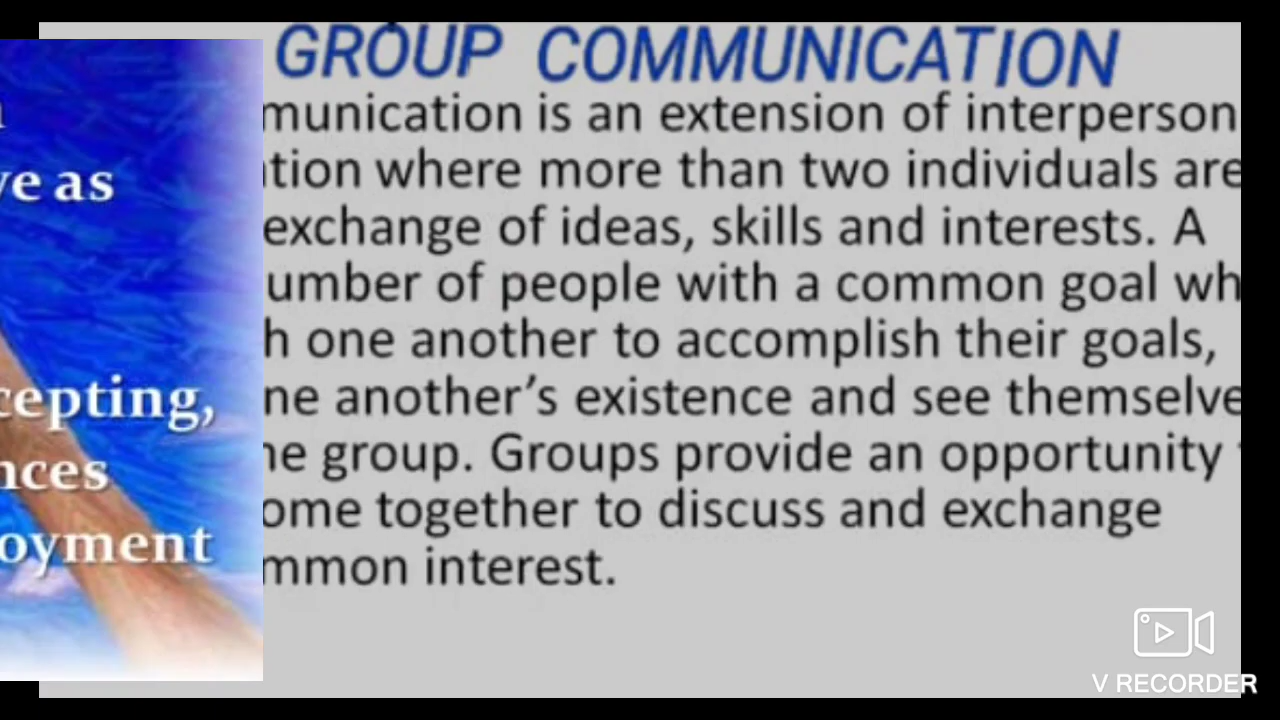 GROUP COMMUNICATION
munication is an extension of interperson
tion where more than two individuals are
exchange of ideas, skills and interests. A
umber of people with a common goal wh
h one another to accomplish their goals,
ne another’s existence and see themselve
he group. Groups provide an opportunity
ome together to discuss and exchange
mmon interest.
ve as
cepting,
nces
oyment
V RECORDER